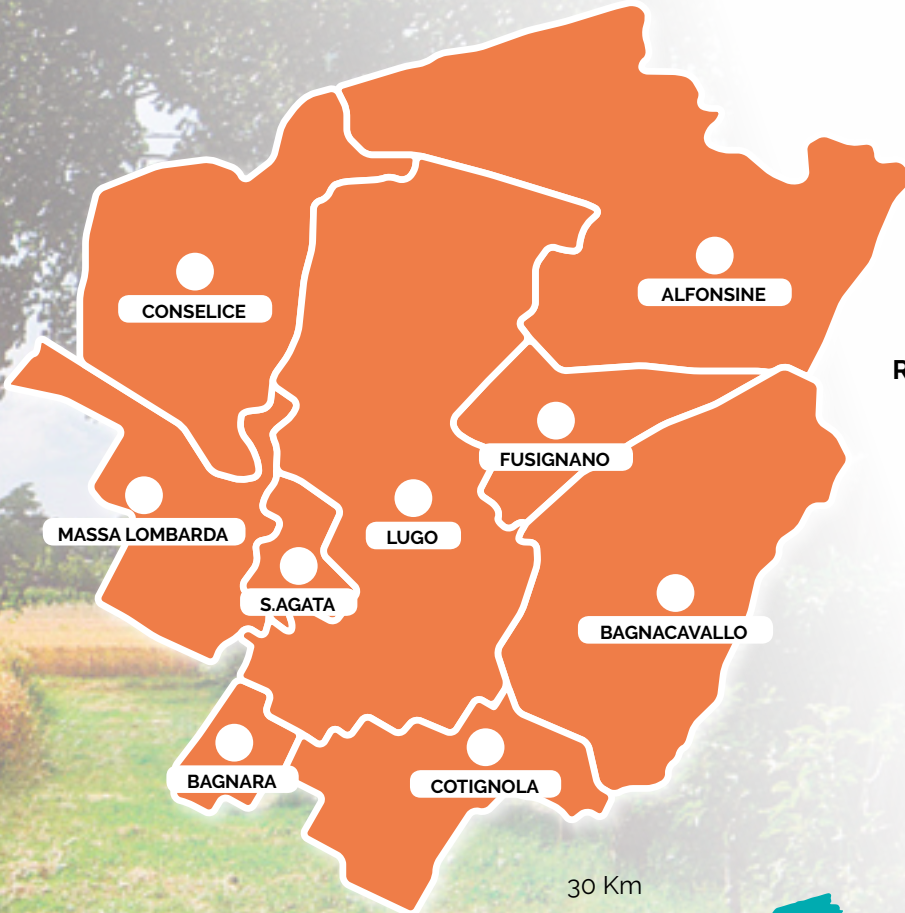 ALFONSINE
CONSELICE
R
FUSIGNANO
MASSA LOMBARDA
LUGO
S.AGATA
BAGNACAVALLO
BAGNARA
COTIGNOLA
30 Km